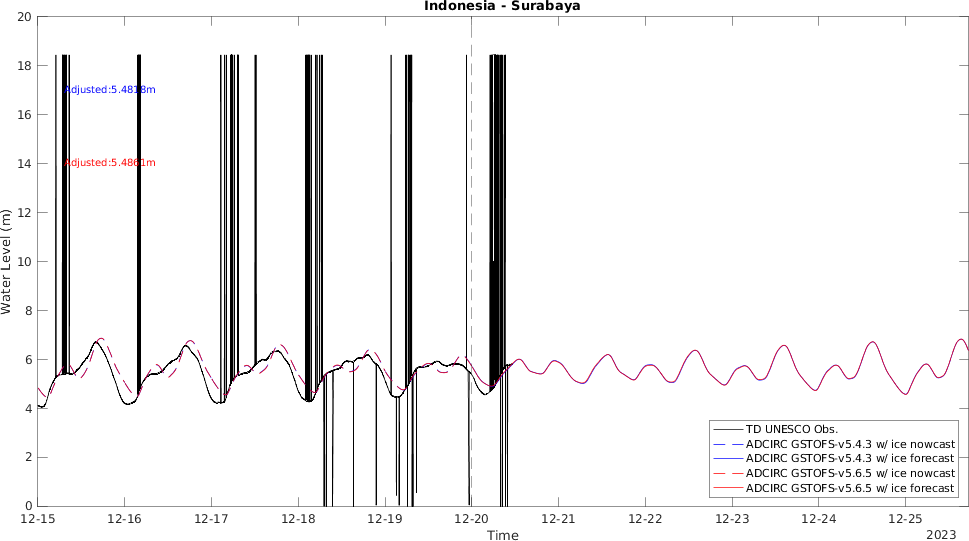 Indonesia - Surabaya
20
18
16
14
12
10
8
6
4
2
0
Water Level (m)
Adjusted:5.4818m
Adjusted:5.4861m
TD UNESCO Obs.
ADCIRC GSTOFS-v5.4.3 w/ ice nowcast
ADCIRC GSTOFS-v5.4.3 w/ ice forecast
ADCIRC GSTOFS-v5.6.5 w/ ice nowcast
ADCIRC GSTOFS-v5.6.5 w/ ice forecast
12-15 12-16 12-17 12-18 12-19 12-20 12-21 12-22 12-23 12-24 12-25
Time
2023